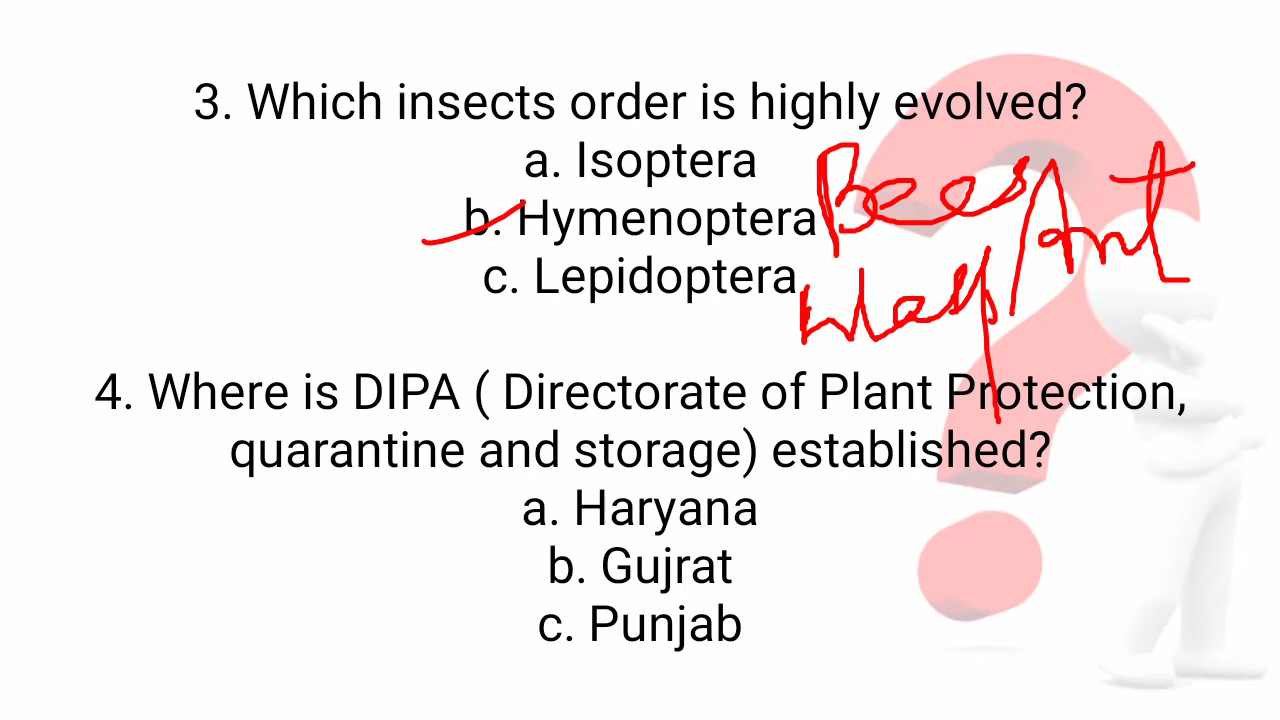 3. Which insects order is highly evolved?
a. Isoptera
b. Hymenoptera
Bees
Ant
c. Lepidoptera
Wasp
4. Where is DIPA ( Directorate of Plant Protection,
quarantine and storage) established?
a. Haryana
b. Gujrat
c. Punjab